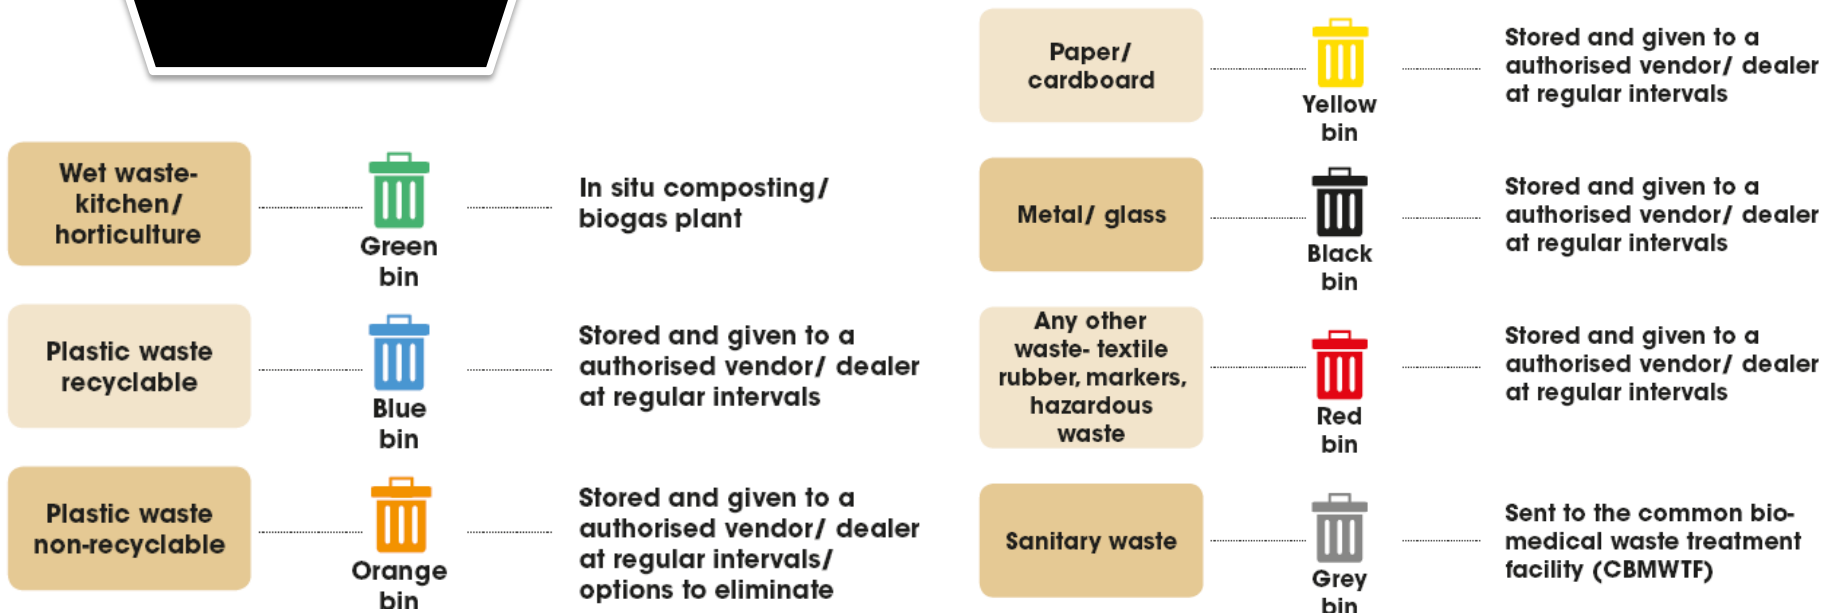 Wet waste-
kitchen/
horticulture
Green
bin
In situ composting/
biogas plant
Plastic waste
recyclable
Blue
bin
Stored and given to a
authorised vendor/ dealer
at regular intervals
Plastic waste
non-recyclable
Orange
bin
Stored and given to a
authorised vendor/ dealer
at regular intervals/
options to eliminate
Paper/
cardboard
Yellow
bin
Stored and given to a
authorised vendor/ dealer
at regular intervals
Metal/ glass
Black
bin
Stored and given to a
authorised vendor/ dealer
at regular intervals
Any other
waste- textile
rubber, markers,
hazardous
waste
Red
bin
Stored and given to a
authorised vendor/ dealer
at regular intervals
Sanitary waste
Grey
bin
Sent to the common bio-
medical waste treatment
facility (CBMWTF)